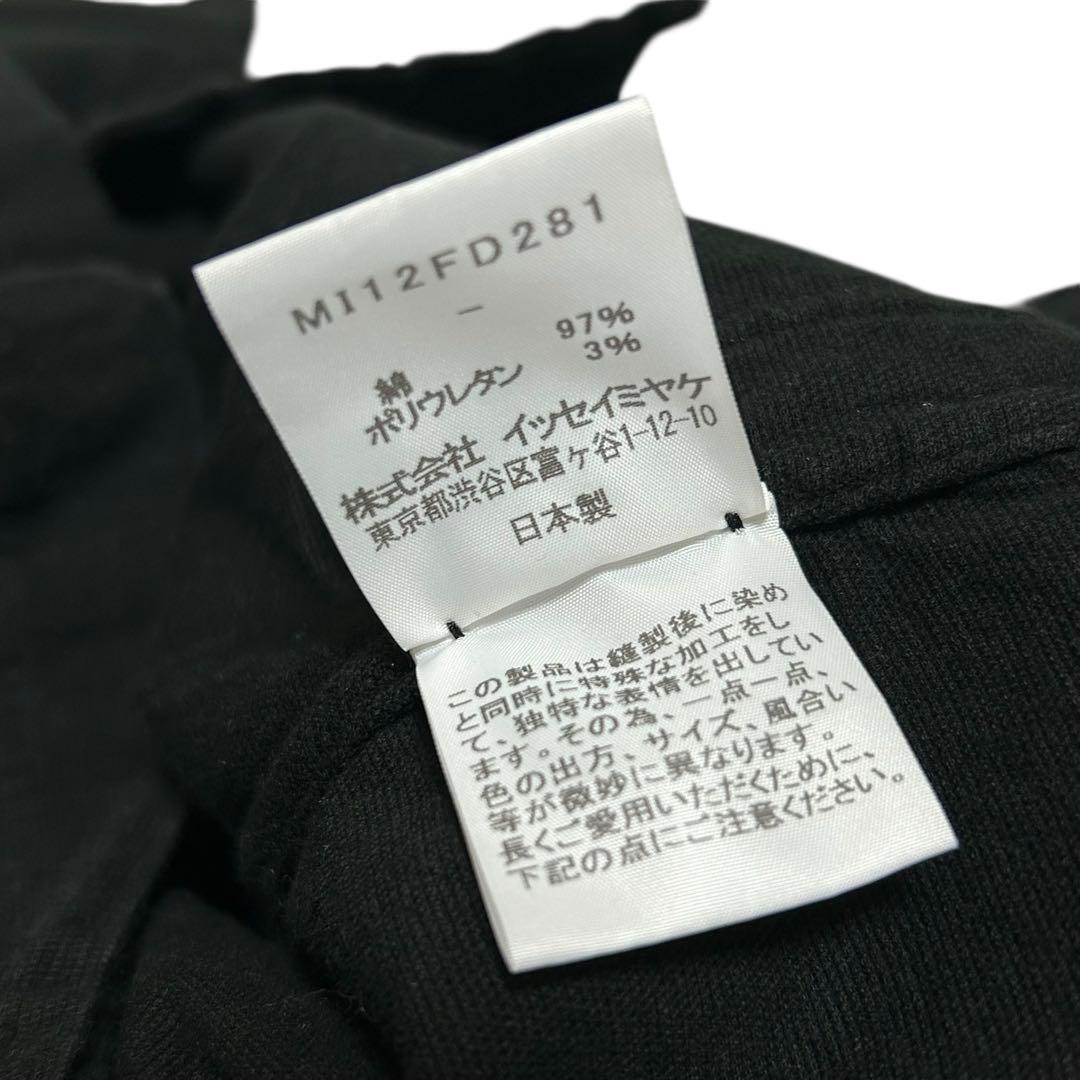 MI12FD281
-
綿 97%
ポリウレタン 3%
株式会社 イッセイミヤケ
東京都渋谷区富ヶ谷1-12-10
日本製
この製品は縫製後に染め
と同時に特殊な加工をし
て、独特な表情を出してい
ます。その為、一点一点、
色の出方、サイズ、風合い
等が微妙に異なります。
長くご愛用いただくために、
下記の点にご注意ください。